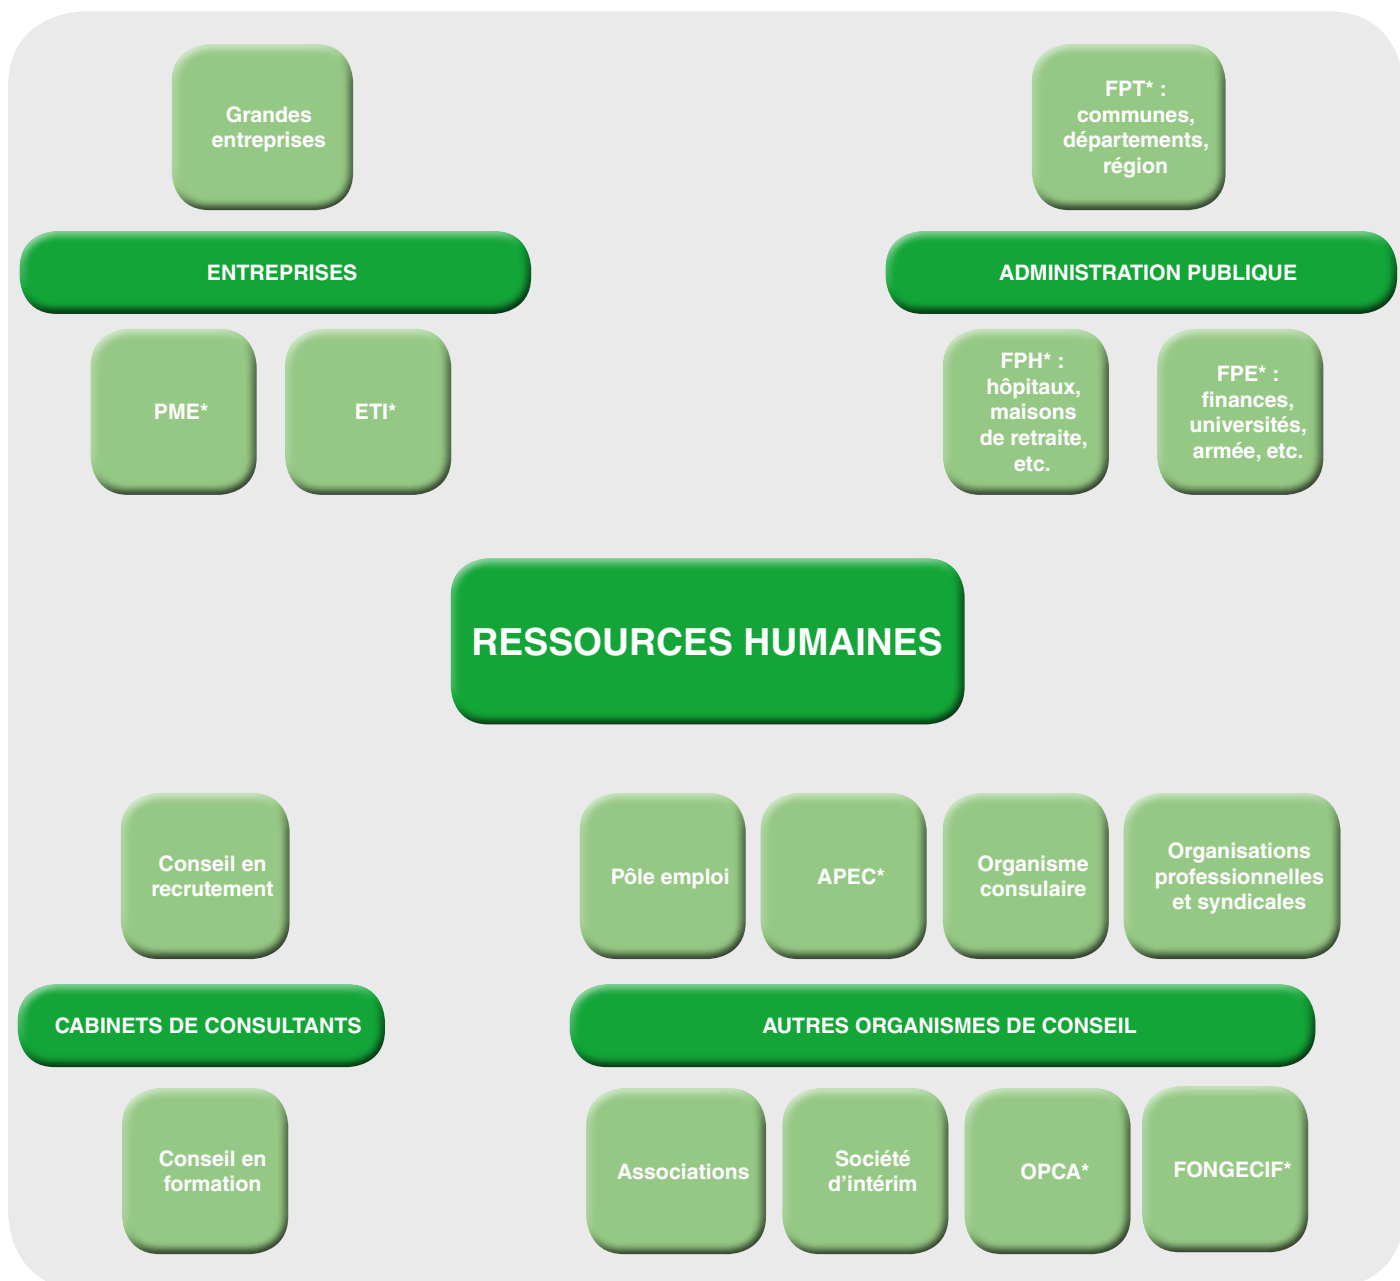 Grandes
entreprises
FPT* :
communes,
départements,
région
ENTREPRISES
ADMINISTRATION PUBLIQUE
PME*
ETI*
FPH* :
hôpitaux,
maisons
de retraite,
etc.
FPE* :
finances,
universités,
armée, etc.
RESSOURCES HUMAINES
Conseil en
recrutement
Pôle emploi
APEC*
Organisme
consulaire
Organisations
professionnelles
et syndicales
CABINETS DE CONSULTANTS
AUTRES ORGANISMES DE CONSEIL
Conseil en
formation
Associations
Société
d’intérim
OPCA*
FONGECIF*